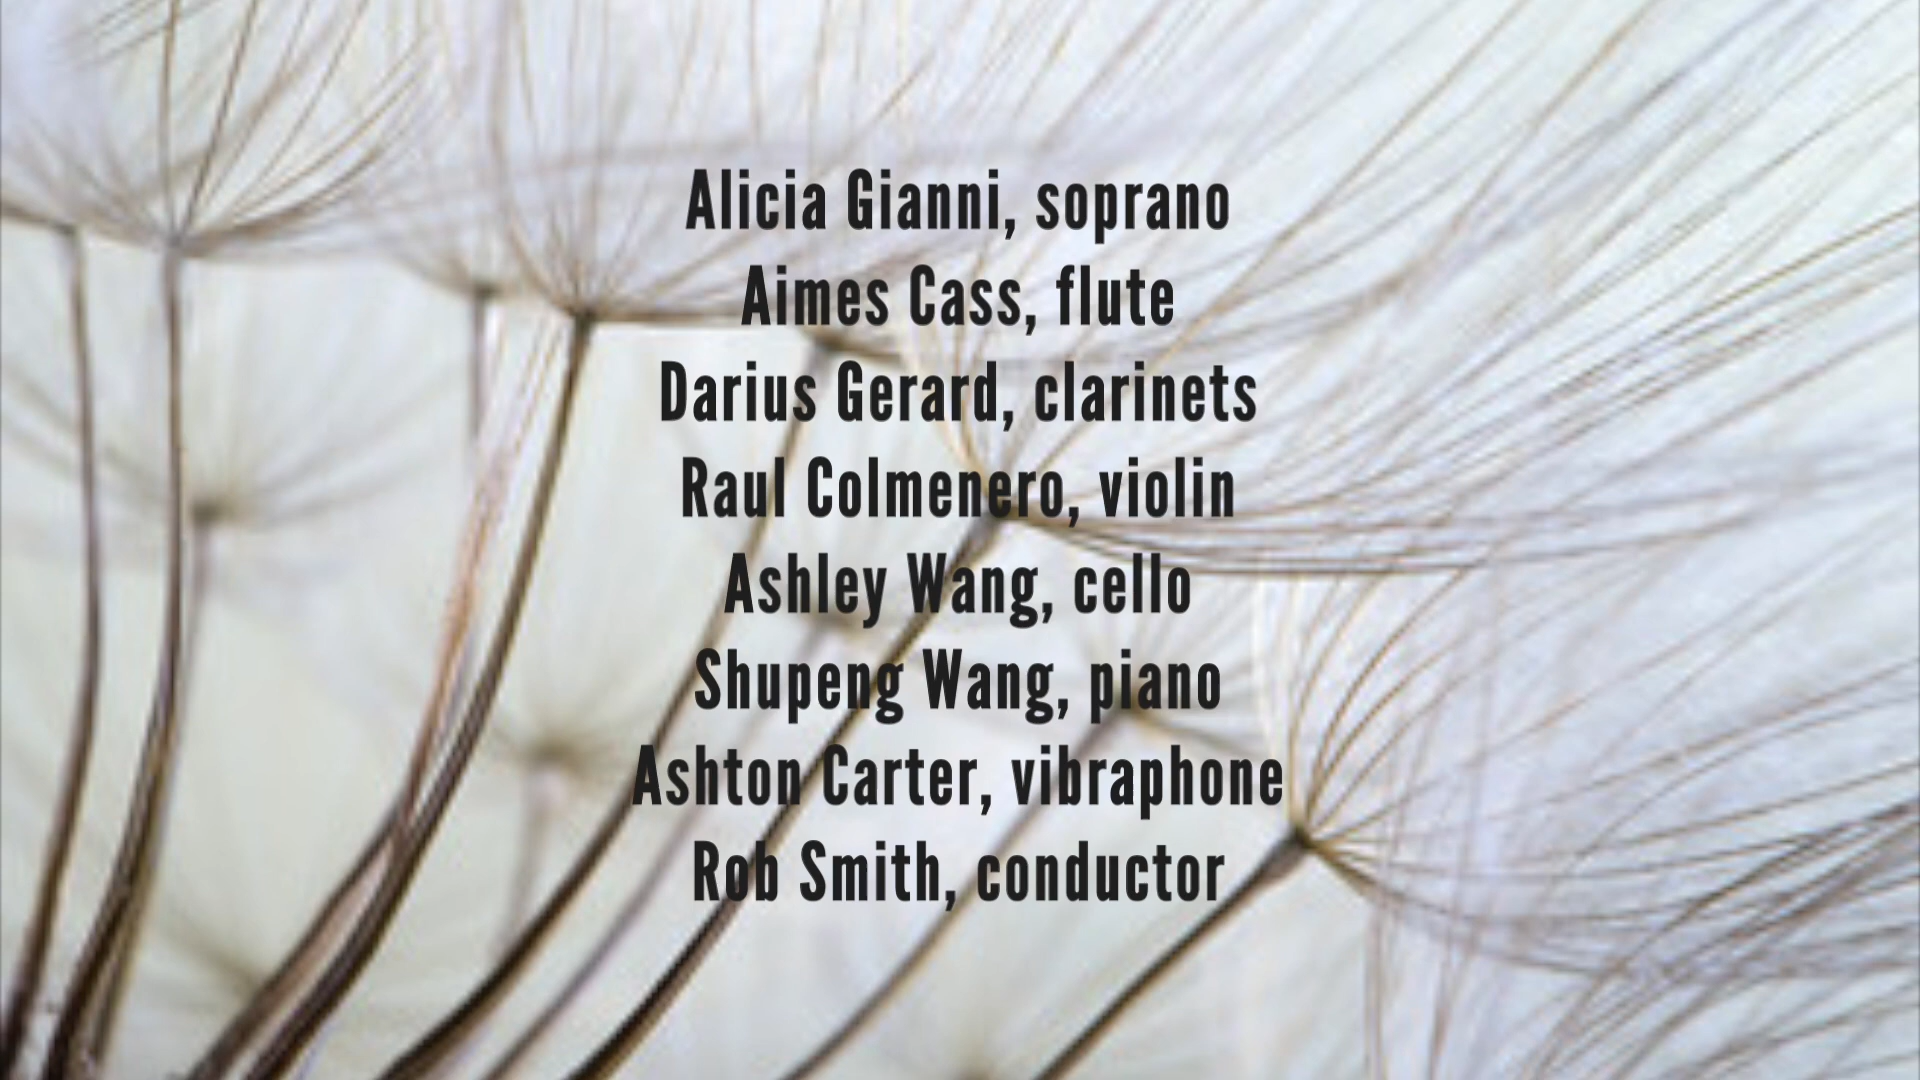 Alicia Gianni, soprano
Aimes Cass, flute
Darius Gerard, clarinets
Raul Colmenero, violin
Ashley Wang, cello
Shupeng Wang, piano
Ashton Carter, vibraphone
Rob Smith, conductor